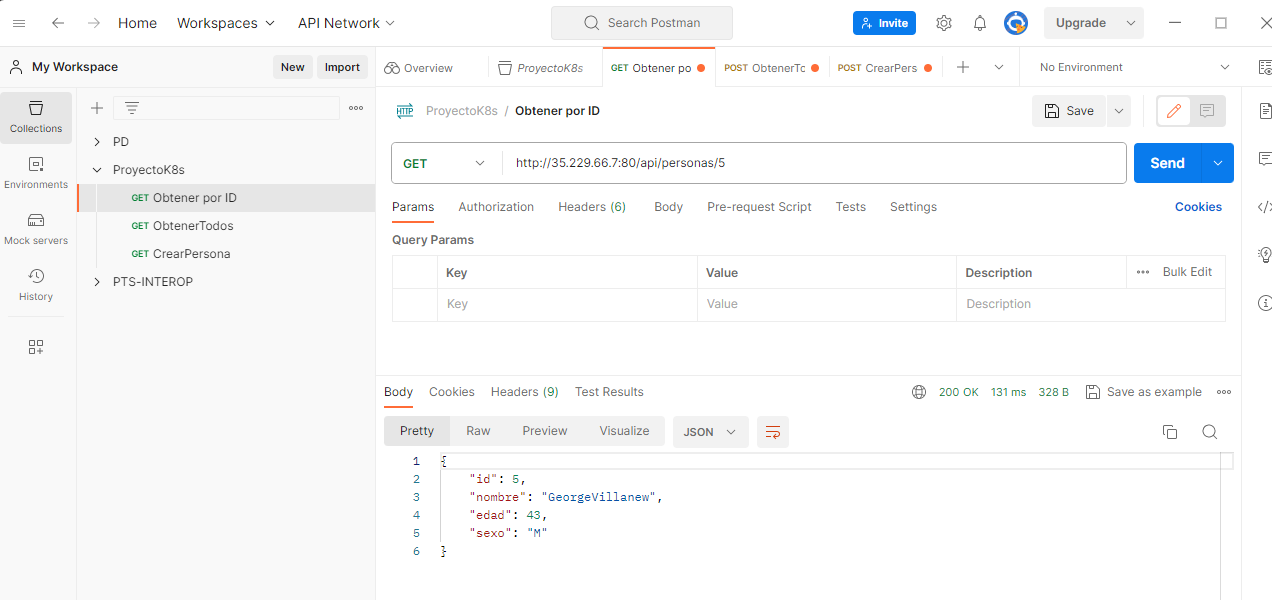 Home Workspaces API Network Search Postman Invite Upgrade
My Workspace New Import Overview ProyectoK8s GET Obtener po POST ObtenerTc POST CrearPers No Environment
Collections
Environments
Mock servers
History
PD
ProyectoK8s
GET Obtener por ID
GET ObtenerTodos
GET CrearPersona
PTS-INTEROP
HTTP ProyectoK8s / Obtener por ID Save
GET http://35.229.66.7:80/api/personas/5 Send
Params Authorization Headers (6) Body Pre-request Script Tests Settings Cookies
Query Params
Key Value Description Bulk Edit
Key Value Description
Body Cookies Headers (9) Test Results 200 OK 131 ms 328 B Save as example
Pretty Raw Preview Visualize JSON
1 {
2 "id": 5,
3 "nombre": "GeorgeVillanew",
4 "edad": 43,
5 "sexo": "M"
6 }